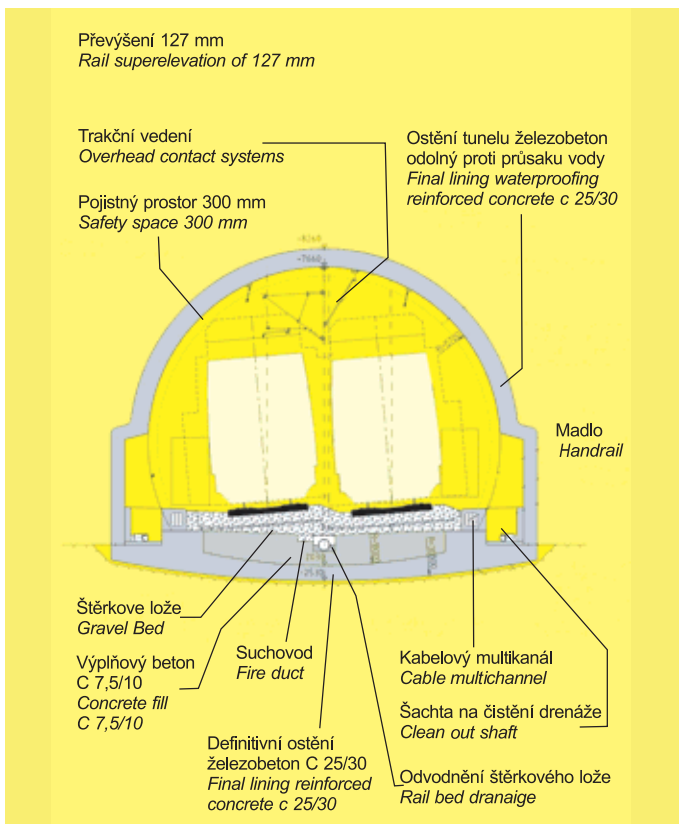 Převýšení 127 mm
Rail superelevation of 127 mm
Trakční vedení
Overhead contact systems
Pojistný prostor 300 mm
Safety space 300 mm
Ostění tunelu železobeton
odolný proti průsaku vody
Final lining waterproofing
reinforced concrete c 25/30
Madlo
Handrail
Štěrkove lože
Gravel Bed
Výplňový beton
C 7,5/10
Concrete fill
C 7,5/10
Suchovod
Fire duct
Definitivní ostění
železobeton C 25/30
Final lining reinforced
concrete c 25/30
Kabelový multikanál
Cable multichannel
Šachta na čistění drenáže
Clean out shaft
Odvodnění štěrkového lože
Rail bed dranaige